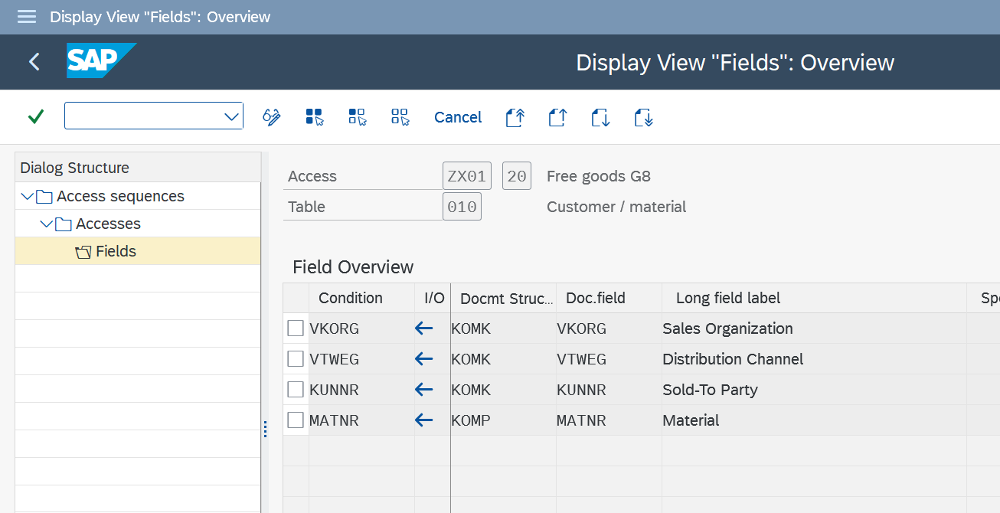 Display View "Fields": Overview
SAP
Display View "Fields": Overview
Cancel
Dialog Structure
Access sequences
Accesses
Fields
Access ZX01 20 Free goods G8
Table 010 Customer / material
Field Overview
Condition I/O Docmt Struc... Doc.field Long field label Spe
VKORG KOMK VKORG Sales Organization
VTWEG KOMK VTWEG Distribution Channel
KUNNR KOMK KUNNR Sold-To Party
MATNR KOMP MATNR Material